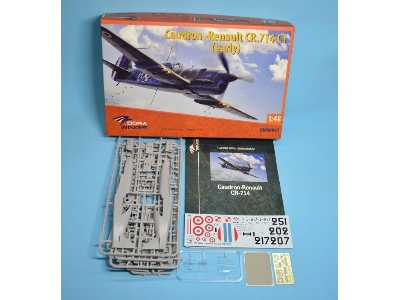 Caudron-Renault CR.714 C1
(early)
1:48
DORA
WINGS
Caudron-Renault
CR-714
251
202
217207